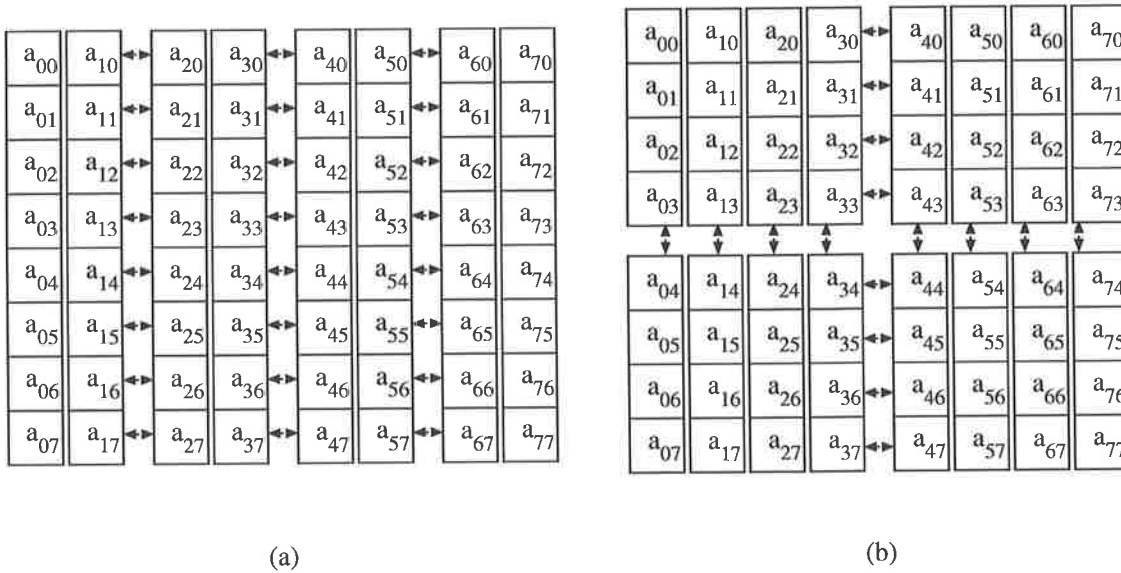 a00 a10 a20 a30 a40 a50 a60 a70
a01 a11 a21 a31 a41 a51 a61 a71
a02 a12 a22 a32 a42 a52 a62 a72
a03 a13 a23 a33 a43 a53 a63 a73
a04 a14 a24 a34 a44 a54 a64 a74
a05 a15 a25 a35 a45 a55 a65 a75
a06 a16 a26 a36 a46 a56 a66 a76
a07 a17 a27 a37 a47 a57 a67 a77
(a)
a00 a10 a20 a30 a40 a50 a60 a70
a01 a11 a21 a31 a41 a51 a61 a71
a02 a12 a22 a32 a42 a52 a62 a72
a03 a13 a23 a33 a43 a53 a63 a73
a04 a14 a24 a34 a44 a54 a64 a74
a05 a15 a25 a35 a45 a55 a65 a75
a06 a16 a26 a36 a46 a56 a66 a76
a07 a17 a27 a37 a47 a57 a67 a77
(b)